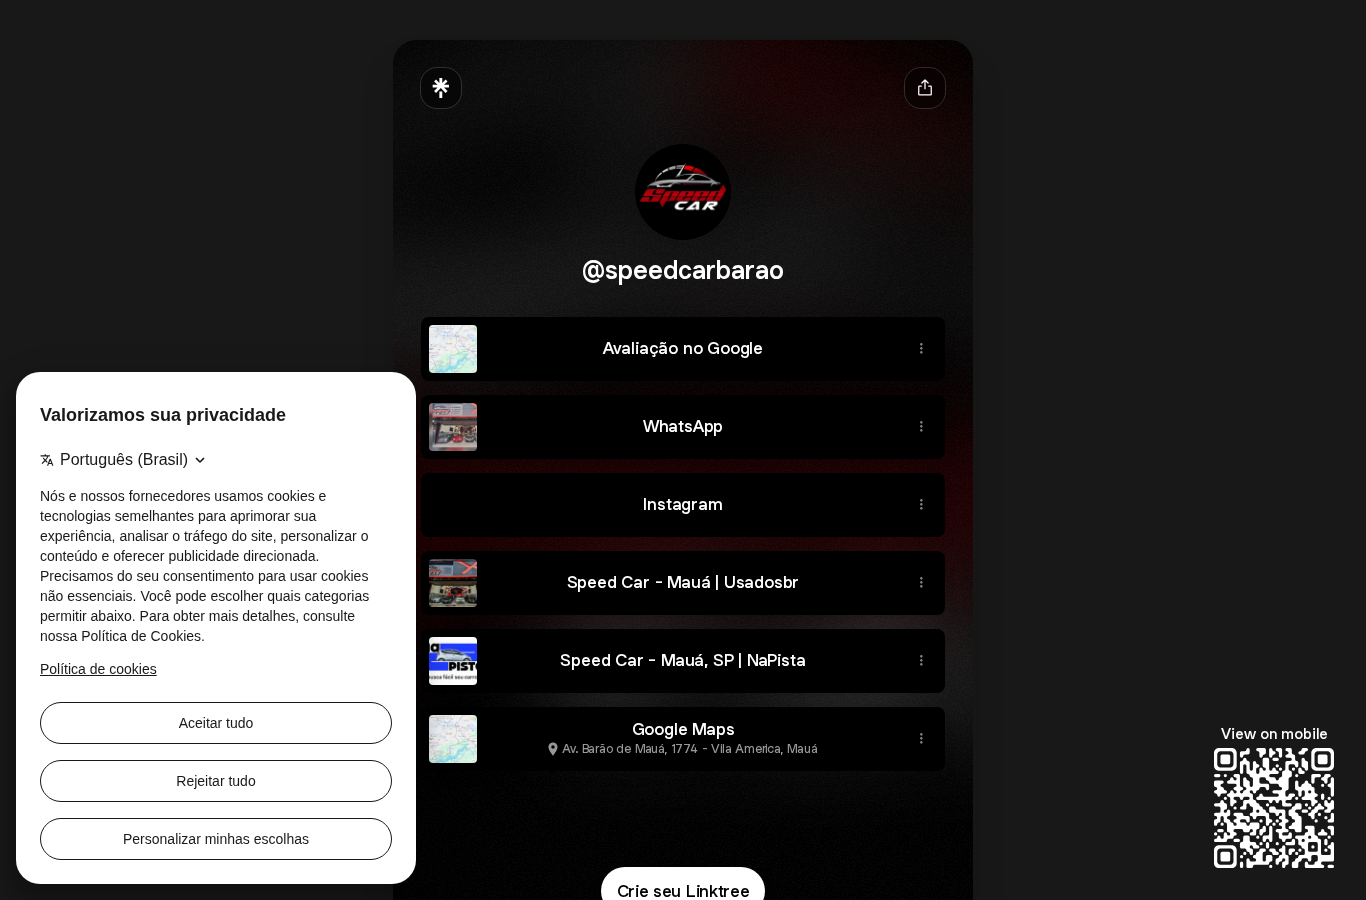 Speed
CAR
@speedcarbarao
Avaliação no Google
WhatsApp
Instagram
Speed Car - Mauá | Usadosbr
Speed Car - Mauá, SP | NaPista
Google Maps
Av. Barão de Mauá, 1774 - Vila America, Mauá
Crie seu Linktree
Valorizamos sua privacidade
Português (Brasil)
Nós e nossos fornecedores usamos cookies e
tecnologias semelhantes para aprimorar sua
experiência, analisar o tráfego do site, personalizar o
conteúdo e oferecer publicidade direcionada.
Precisamos do seu consentimento para usar cookies
não essenciais. Você pode escolher quais categorias
permitir abaixo. Para obter mais detalhes, consulte
nossa Política de Cookies.
Política de cookies
Aceitar tudo
Rejeitar tudo
Personalizar minhas escolhas
View on mobile